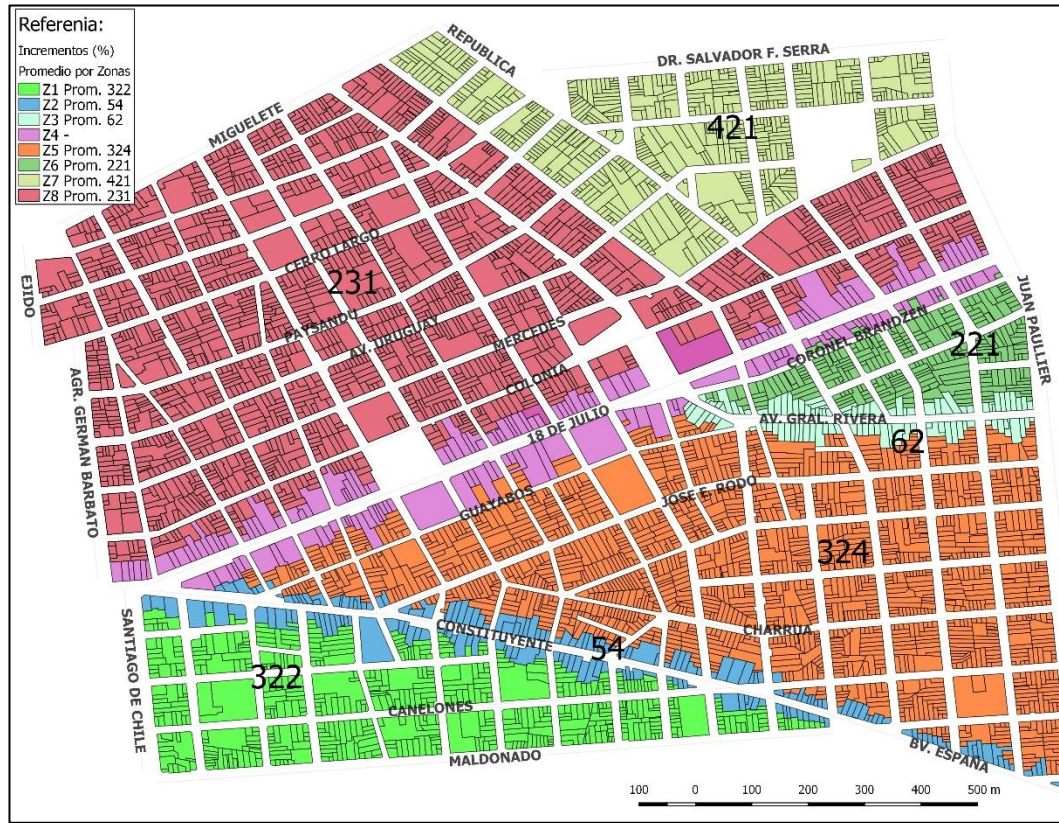 Referenia:
Incrementos (%)
Promedio por Zonas
Z1 Prom. 322
Z2 Prom. 54
Z3 Prom. 62
Z4 -
Z5 Prom. 324
Z6 Prom. 221
Z7 Prom. 421
Z8 Prom. 231
REPUBLICA
DR. SALVADOR F. SERRA
MIGUELETE
421
CERRO LARGO
EJIDO
231
PAYSANDU
AV. URUGUAY
MERCEDES
JUAN PAULLIER
CORONEL BRANDZEN
221
COLONIA
AGR. GERMAN BARBATO
18 DE JULIO
AV. GRAL. RIVERA
62
GUAYABOS
JOSE E. RODO
324
SANTIAGO DE CHILE
CONSTITUYENTE
CHARRUA
54
322
CANELONES
MALDONADO
BV. ESPAÑA
100 0 100 200 300 400 500 m